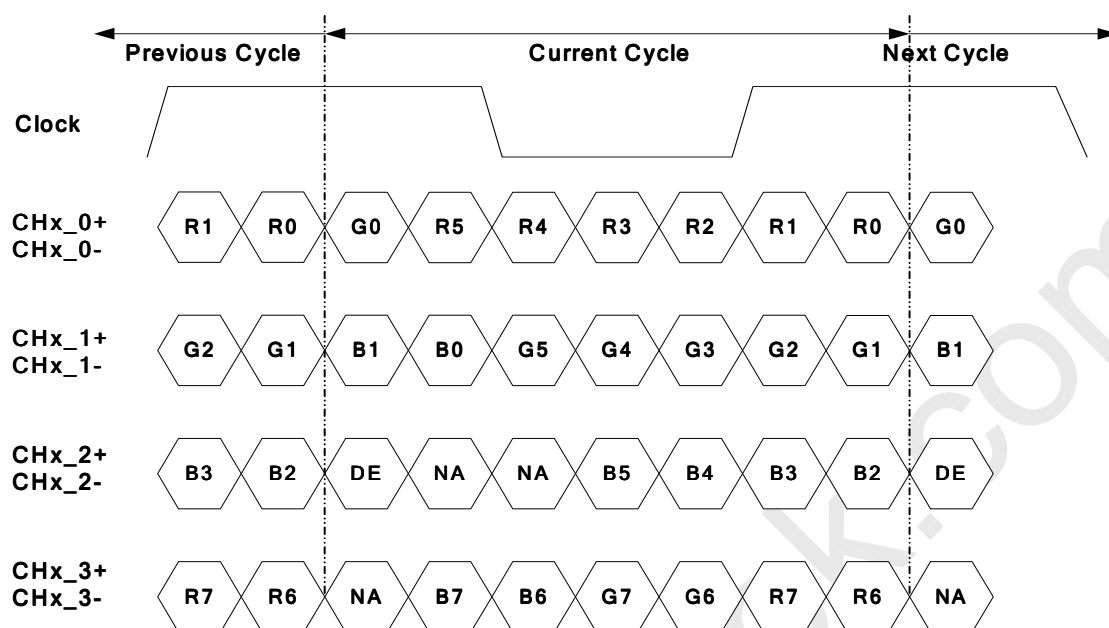 Previous Cycle Current Cycle Next Cycle
Clock
CHx_0+
CHx_0-
R1 R0 G0 R5 R4 R3 R2 R1 R0 G0
CHx_1+
CHx_1-
G2 G1 B1 B0 G5 G4 G3 G2 G1 B1
CHx_2+
CHx_2-
B3 B2 DE NA NA B5 B4 B3 B2 DE
CHx_3+
CHx_3-
R7 R6 NA B7 B6 G7 G6 R7 R6 NA
k.com